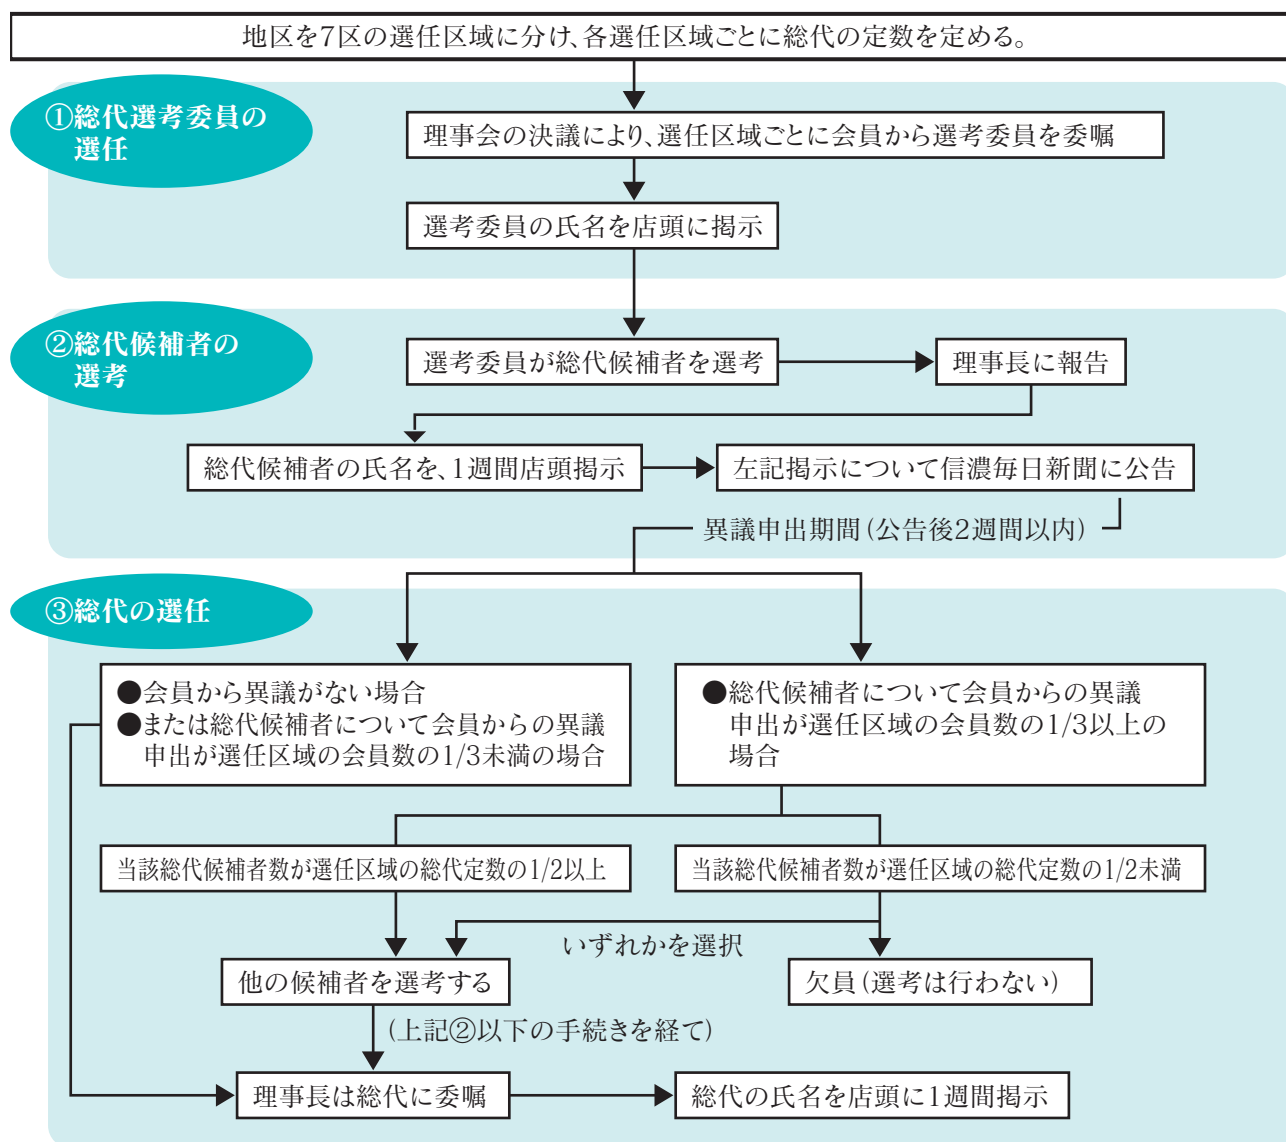 地区を7区の選任区域に分け、各選任区域ごとに総代の定数を定める。
①総代選考委員の
選任
理事会の決議により、選任区域ごとに会員から選考委員を委嘱
選考委員の氏名を店頭に掲示
②総代候補者の
選考
選考委員が総代候補者を選考
理事長に報告
総代候補者の氏名を、1週間店頭掲示
左記掲示について信濃毎日新聞に公告
異議申出期間(公告後2週間以内)
③総代の選任
●会員から異議がない場合
●または総代候補者について会員からの異議
申出が選任区域の会員数の1/3未満の場合
●総代候補者について会員からの異議
申出が選任区域の会員数の1/3以上の
場合
当該総代候補者数が選任区域の総代定数の1/2以上
当該総代候補者数が選任区域の総代定数の1/2未満
いずれかを選択
他の候補者を選考する
欠員(選考は行わない)
(上記②以下の手続きを経て)
理事長は総代に委嘱
総代の氏名を店頭に1週間掲示